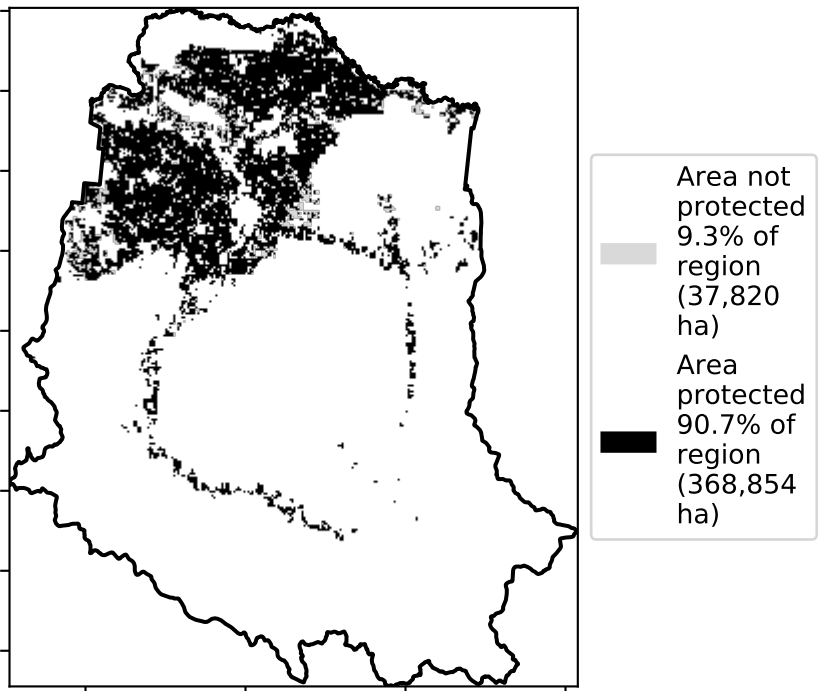 Area not
protected
9.3% of
region
(37,820
ha)
Area
protected
90.7% of
region
(368,854
ha)